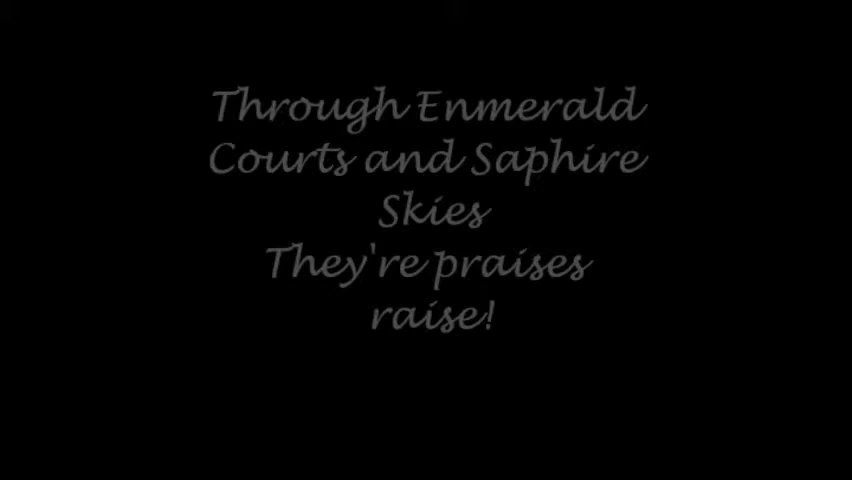 Through Enmerald
Courts and Saphire
Skies
They're praises
raise!